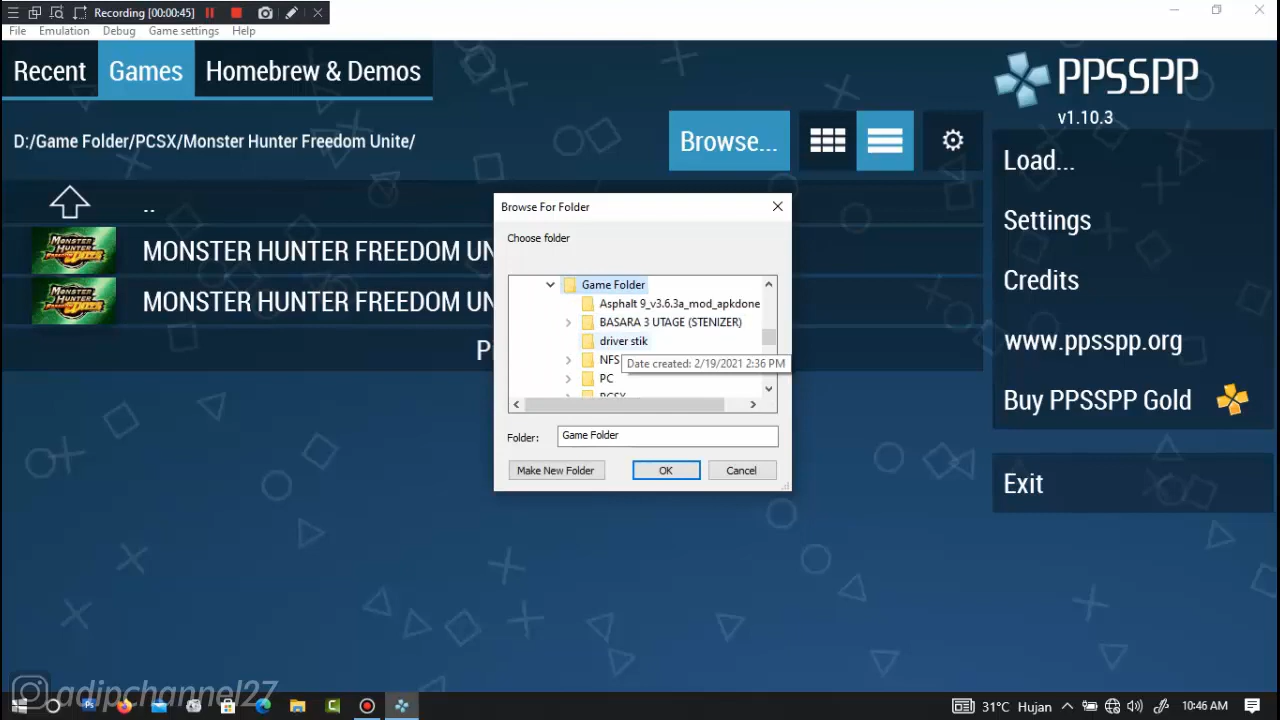 Recording [00:00:45]
File Emulation Debug Game settings Help
Recent Games Homebrew & Demos
PPSSPP
v1.10.3
D:/Game Folder/PCSX/Monster Hunter Freedom Unite/
Browse...
..
MONSTER HUNTER FREEDOM UN
MONSTER HUNTER FREEDOM UN
Browse For Folder
Choose folder
Game Folder
Asphalt 9_v3.6.3a_mod_apkdone
BASARA 3 UTAGE (STENIZER)
driver stik
NFS
Date created: 2/19/2021 2:36 PM
PC
PCSX
Folder: Game Folder
Make New Folder OK Cancel
Load...
Settings
Credits
www.ppsspp.org
Buy PPSSPP Gold
Exit
adipchannel27
31°C Hujan 10:46 AM